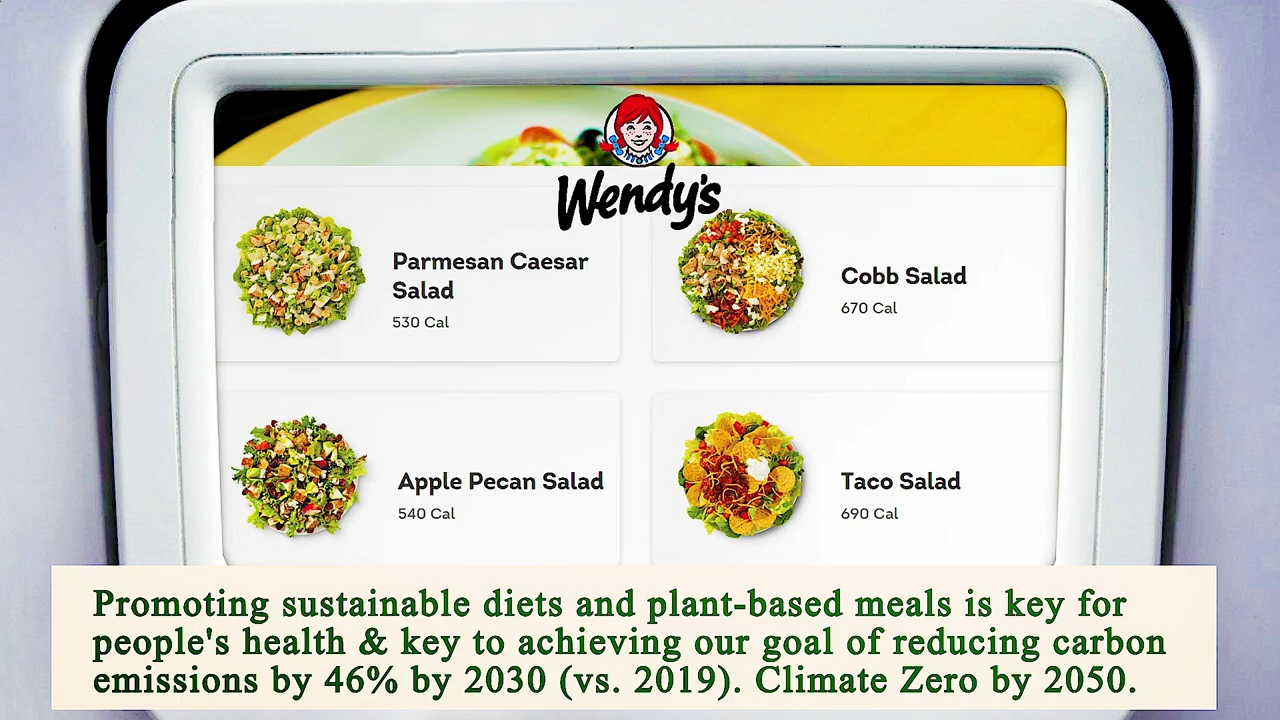 Wendy's
Parmesan Caesar
Salad
530 Cal
Cobb Salad
670 Cal
Apple Pecan Salad
540 Cal
Taco Salad
690 Cal
Promoting sustainable diets and plant-based meals is key for
people's health & key to achieving our goal of reducing carbon
emissions by 46% by 2030 (vs. 2019). Climate Zero by 2050.